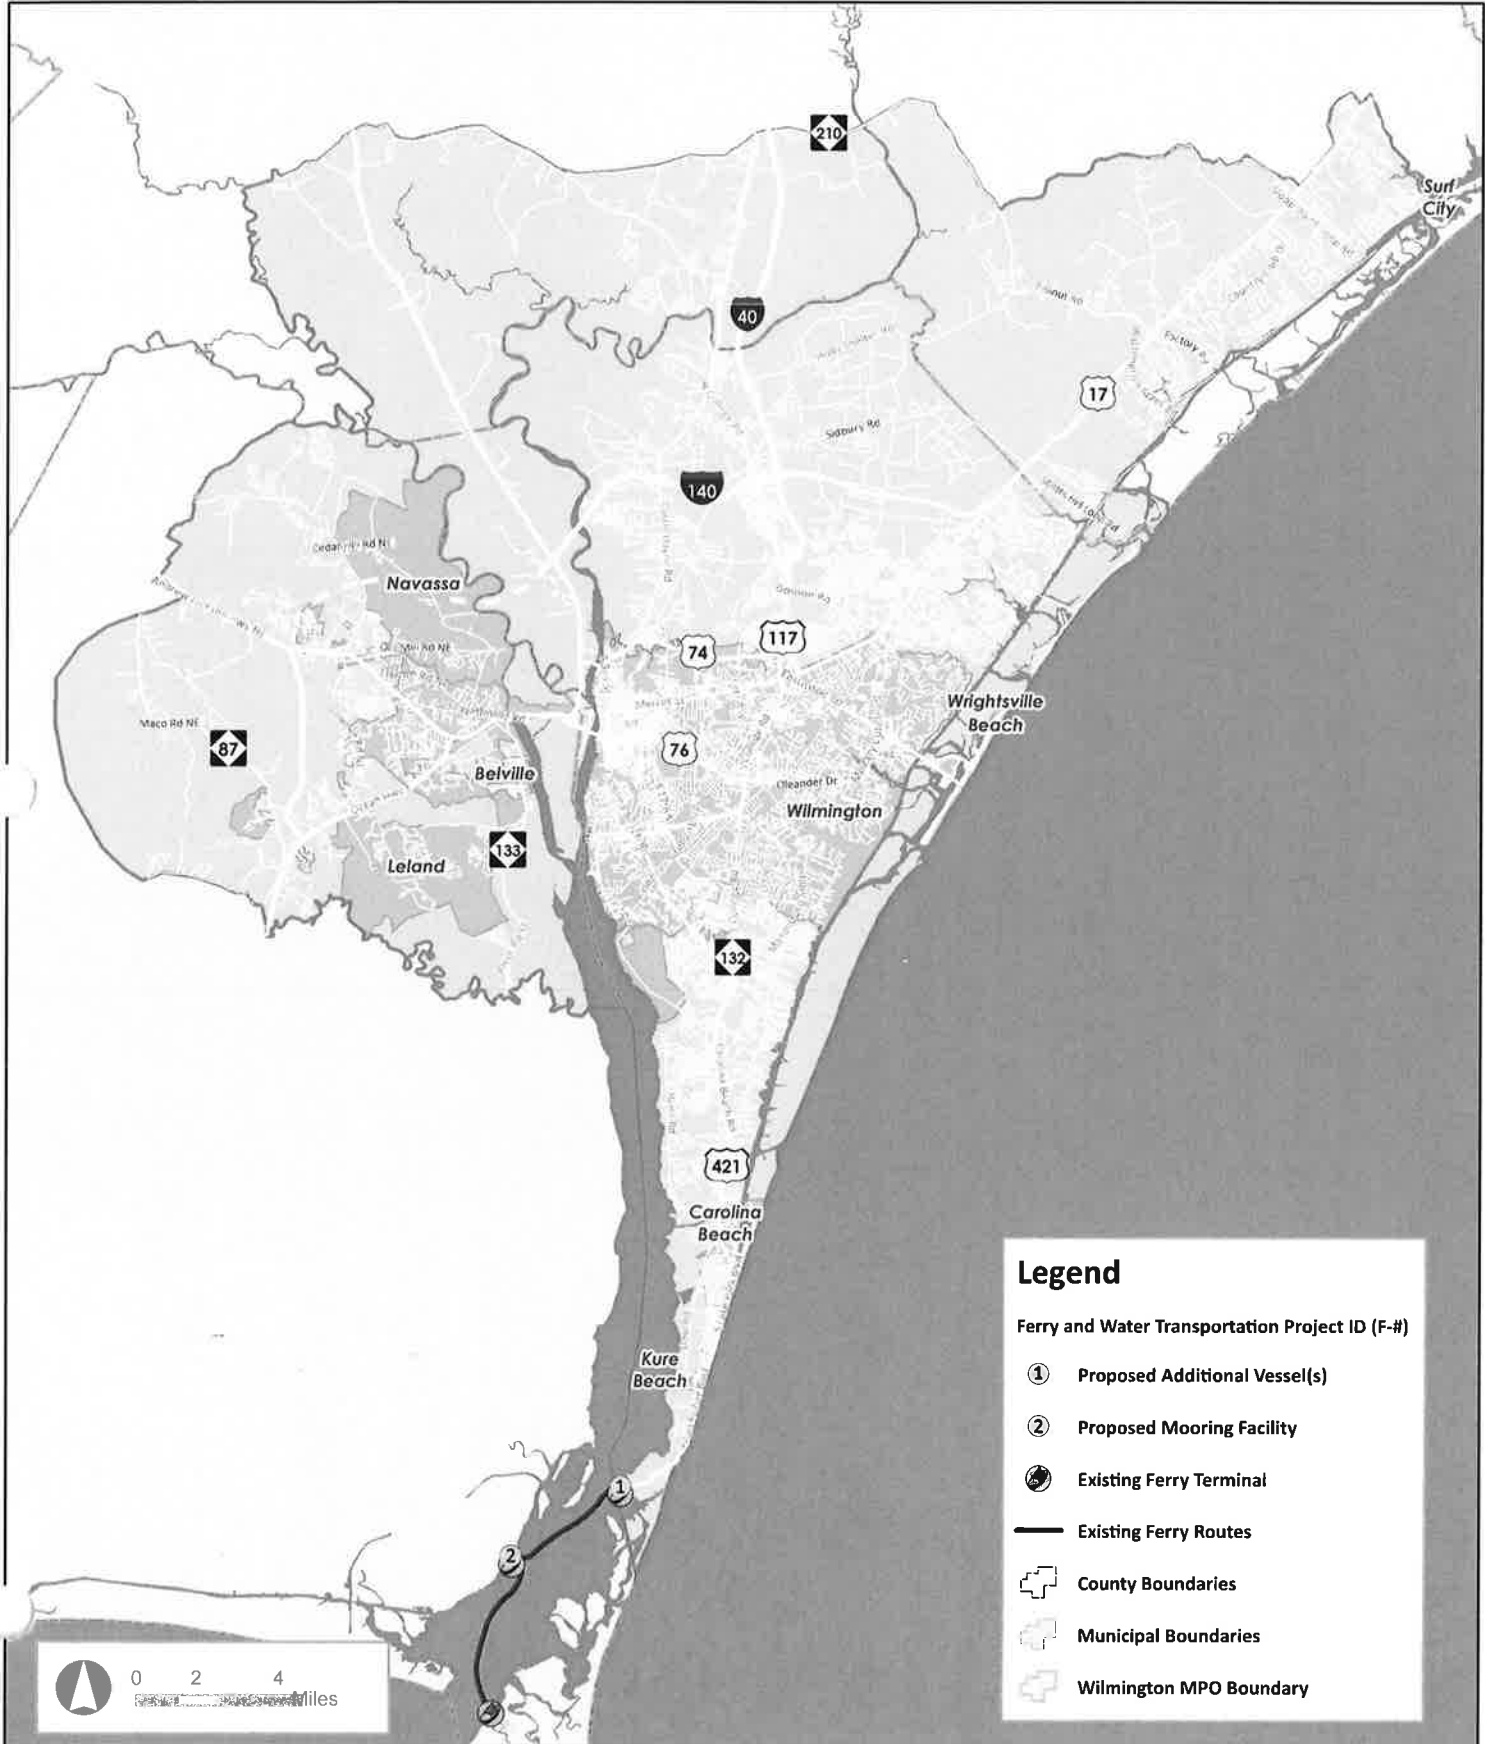 210
Surf
City
40
Factory Rd
17
Sidbury Rd
140
Navassa
117
74
Wrightsville
Beach
Maco Rd NE
87
76
Belville
Oleander Dr
Wilmington
133
Leland
132
421
Carolina
Beach
Legend
Ferry and Water Transportation Project ID (F-#)
Kure
Beach
1 Proposed Additional Vessel(s)
2 Proposed Mooring Facility
Existing Ferry Terminal
1
Existing Ferry Routes
2
County Boundaries
Municipal Boundaries
Wilmington MPO Boundary
0 2 4
Miles